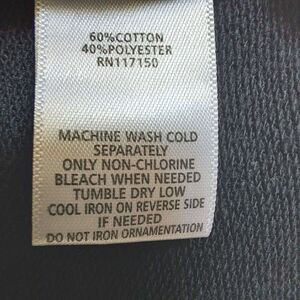 60%COTTON
40%POLYESTER
RN117150
MACHINE WASH COLD
SEPARATELY
ONLY NON-CHLORINE
BLEACH WHEN NEEDED
TUMBLE DRY LOW
COOL IRON ON REVERSE SIDE
IF NEEDED
DO NOT IRON ORNAMENTATION